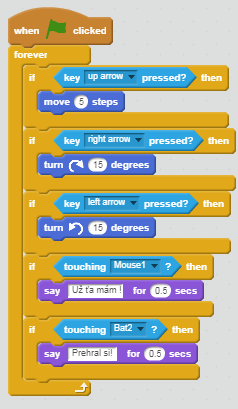 when clicked
forever
if key up arrow pressed? then
move 5 steps
if key right arrow pressed? then
turn 15 degrees
if key left arrow pressed? then
turn 15 degrees
if touching Mouse1 ? then
say Už ťa mám ! for 0.5 secs
if touching Bat2 ? then
say Prehral si! for 0.5 secs